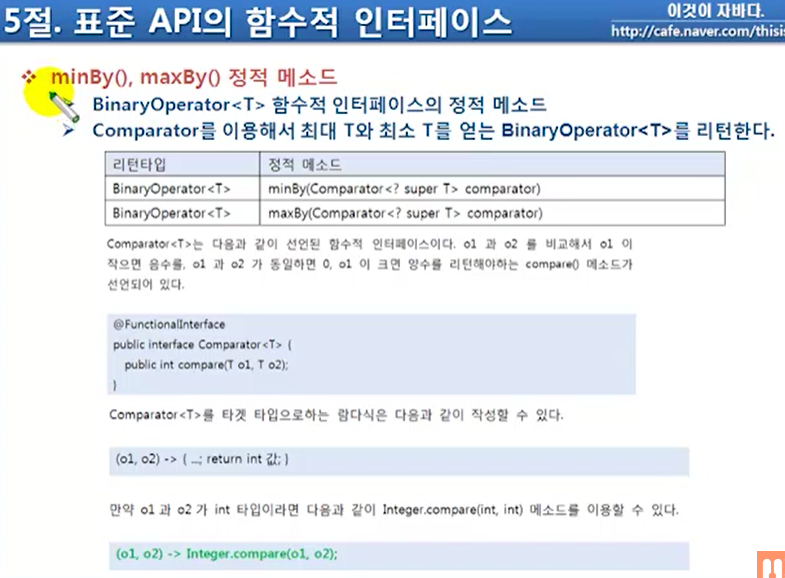 5절. 표준 API의 함수적 인터페이스
이것이 자바다.
http://cafe.naver.com/thisis
minBy(), maxBy() 정적 메소드
BinaryOperator<T> 함수적 인터페이스의 정적 메소드
Comparator를 이용해서 최대 T와 최소 T를 얻는 BinaryOperator<T>를 리턴한다.
리턴타입 정적 메소드
BinaryOperator<T> minBy(Comparator<? super T> comparator)
BinaryOperator<T> maxBy(Comparator<? super T> comparator)
Comparator<T>는 다음과 같이 선언된 함수적 인터페이스이다. o1 과 o2 를 비교해서 o1 이
작으면 음수를, o1 과 o2 가 동일하면 0, o1 이 크면 양수를 리턴해야하는 compare() 메소드가
선언되어 있다.
@FunctionalInterface
public interface Comparator<T> {
public int compare(T o1, T o2);
}
Comparator<T>를 타겟 타입으로하는 람다식은 다음과 같이 작성할 수 있다.
(o1, o2) -> { ...; return int 값; }
만약 o1 과 o2 가 int 타입이라면 다음과 같이 Integer.compare(int, int) 메소드를 이용할 수 있다.
(o1, o2) -> Integer.compare(o1, o2);